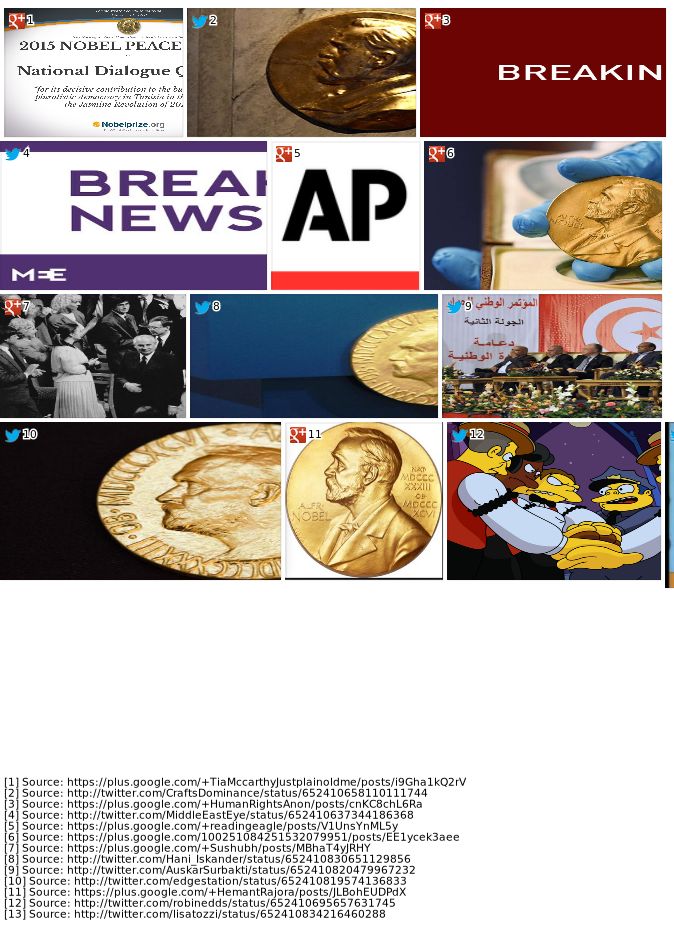 g+1
2015 NOBEL PEACE
National Dialogue Q
"for its decisive contribution to the bu
pluralistic democracy in Tunisia in th
the Jasmine Revolution of 201
Nobelprize.org
2
g+3
BREAKIN
4
BREAK
NEWS
MEE
g+5
AP
g+6
g+7
8
9
المؤتمر الوطني
الجولة الثانية
دعامة
الوطنية
10
g+11
ALFR.
NOBEL
NAT.
MDCCC
XXXIII
OB.
MDCCC
XCVI
12
[1] Source: https://plus.google.com/+TiaMccarthyJustplainoldme/posts/i9Gha1kQ2rV
[2] Source: http://twitter.com/CraftsDominance/status/652410658110111744
[3] Source: https://plus.google.com/+HumanRightsAnon/posts/cnKC8chL6Ra
[4] Source: http://twitter.com/MiddleEastEye/status/652410637344186368
[5] Source: https://plus.google.com/+readingeagle/posts/V1UnsYnML5y
[6] Source: https://plus.google.com/100251084251532079951/posts/EE1ycek3aee
[7] Source: https://plus.google.com/+Sushubh/posts/MBhaT4yJRHY
[8] Source: http://twitter.com/Hani_Iskander/status/652410830651129856
[9] Source: http://twitter.com/AuskarSurbakti/status/652410820479967232
[10] Source: http://twitter.com/edgestation/status/652410819574136833
[11] Source: https://plus.google.com/+HemantRajora/posts/JLBohEUDPdX
[12] Source: http://twitter.com/robinedds/status/652410695657631745
[13] Source: http://twitter.com/lisatozzi/status/652410834216460288